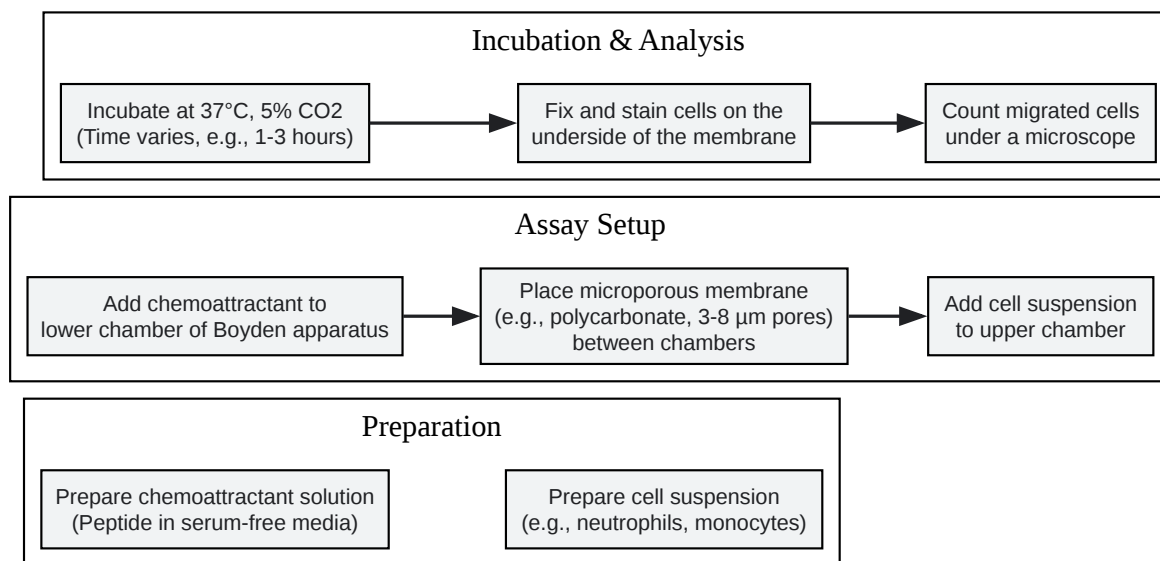 Incubation & Analysis
Incubate at 37°C, 5% CO2
(Time varies, e.g., 1-3 hours)
Fix and stain cells on the
underside of the membrane
Count migrated cells
under a microscope
Assay Setup
Add chemoattractant to
lower chamber of Boyden apparatus
Place microporous membrane
(e.g., polycarbonate, 3-8 µm pores)
between chambers
Add cell suspension
to upper chamber
Preparation
Prepare chemoattractant solution
(Peptide in serum-free media)
Prepare cell suspension
(e.g., neutrophils, monocytes)